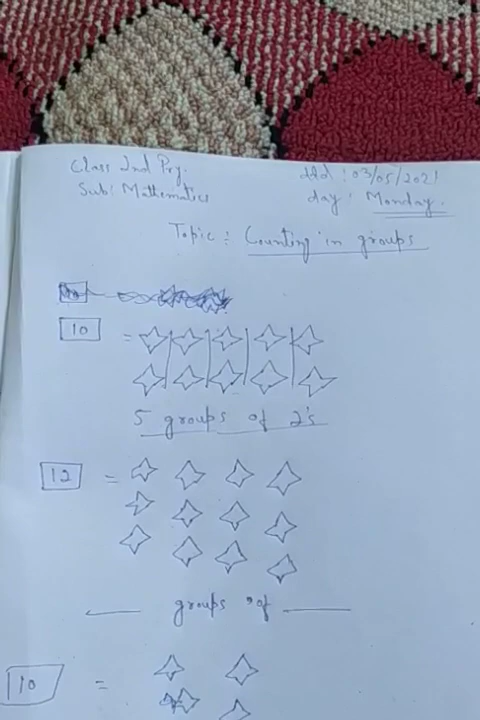 Class 2nd Pry.
dtd : 03/05/2021
Sub: Mathematics
day : Monday.
Topic : Counting in groups
10 =
5 groups of 2's
12 =
groups of
10 =